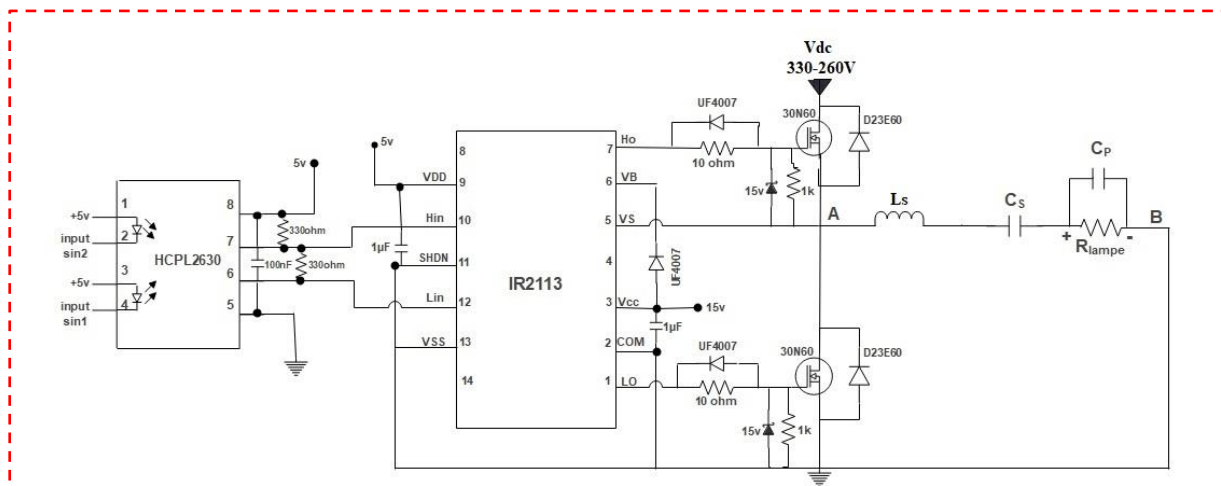 Vdc
330-260V
UF4007
30N60
D23E60
Ho
10 ohm
15v
1k
CP
A
Ls
CS
B
+
Rlampe
-
5v
8
VDD
9
Hin
10
1µF
SHDN
11
Lin
12
VSS
13
14
IR2113
7
VB
6
VS
5
4
UF4007
3
Vcc
15v
1µF
2
COM
1
LO
UF4007
10 ohm
30N60
D23E60
15v
1k
5v
1
+5v
2
input
sin2
3
+5v
input
4
sin1
HCPL2630
8
330ohm
7
100nF
330ohm
6
5